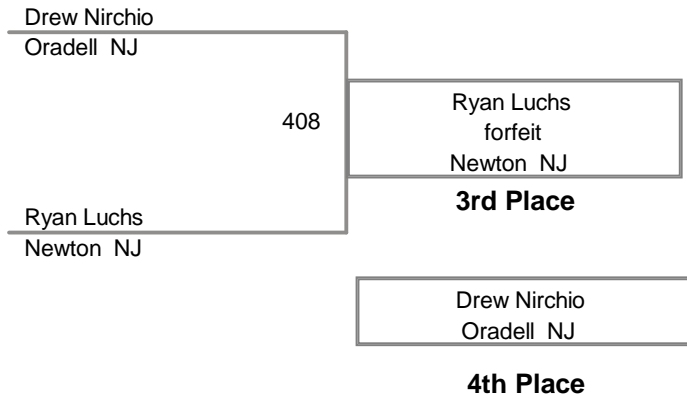 Drew Nirchio
Oradell NJ
408
Ryan Luchs
forfeit
Newton NJ
3rd Place
Ryan Luchs
Newton NJ
Drew Nirchio
Oradell NJ
4th Place